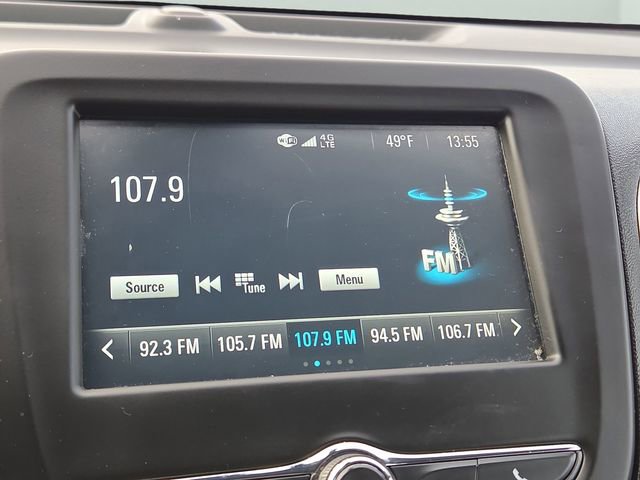 WiFi 4G LTE 49°F 13:55
107.9
FM
Source Tune Menu
92.3 FM 105.7 FM 107.9 FM 94.5 FM 106.7 FM